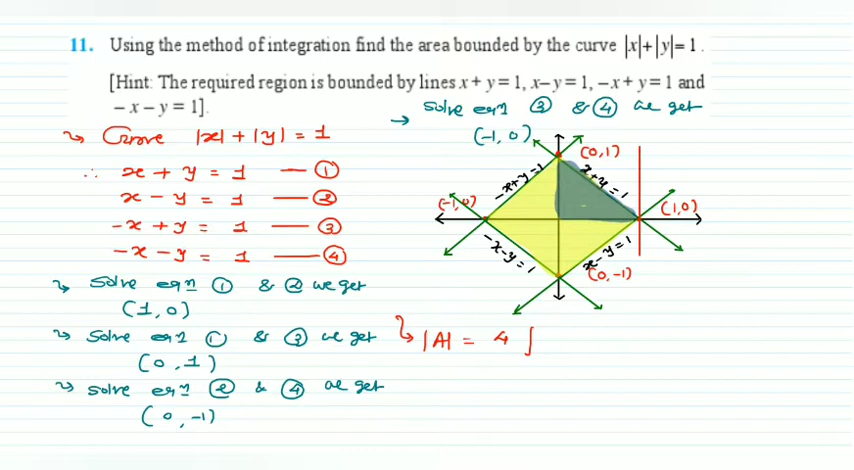 11. Using the method of integration find the area bounded by the curve |x|+|y|= 1 .
[Hint: The required region is bounded by lines x + y = 1, x– y = 1, –x + y = 1 and
– x – y = 1].
→ solve eqn ③ & ④ we get
(-1, 0)
Curve |x| + |y| = 1
∴ x + y = 1 — ①
x - y = 1 — ②
-x + y = 1 — ③
-x - y = 1 — ④
solve eqn ① & ② we get
(1, 0)
solve eqn ① & ③ we get
(0, 1)
solve eqn ② & ④ we get
(0, -1)
(0,1)
-x+y=1
x+y=1
(-1,0)
(1,0)
-x-y=1
x-y=1
(0,-1)
|A| = 4 ∫